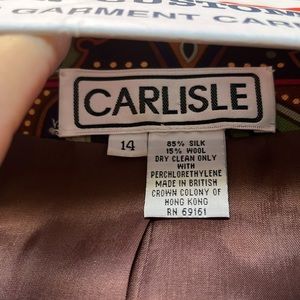 CUSTOM
GARMENT CAR
CARLISLE
14
85% SILK
15% WOOL
DRY CLEAN ONLY
WITH
PERCHLORETHYLENE
MADE IN BRITISH
CROWN COLONY OF
HONG KONG
RN 69161